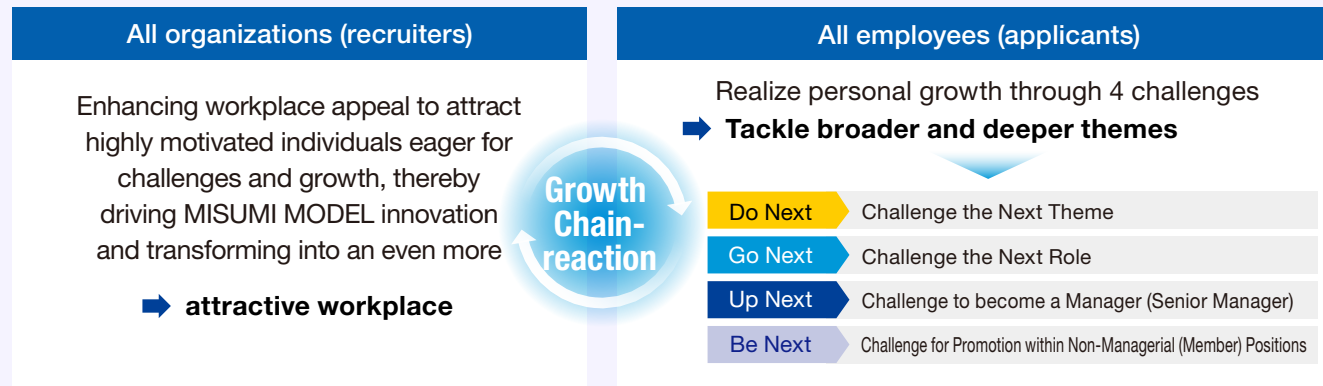 All organizations (recruiters)
Enhancing workplace appeal to attract
highly motivated individuals eager for
challenges and growth, thereby
driving MISUMI MODEL innovation
and transforming into an even more
attractive workplace
Growth
Chain-
reaction
All employees (applicants)
Realize personal growth through 4 challenges
Tackle broader and deeper themes
Do Next Challenge the Next Theme
Go Next Challenge the Next Role
Up Next Challenge to become a Manager (Senior Manager)
Be Next Challenge for Promotion within Non-Managerial (Member) Positions